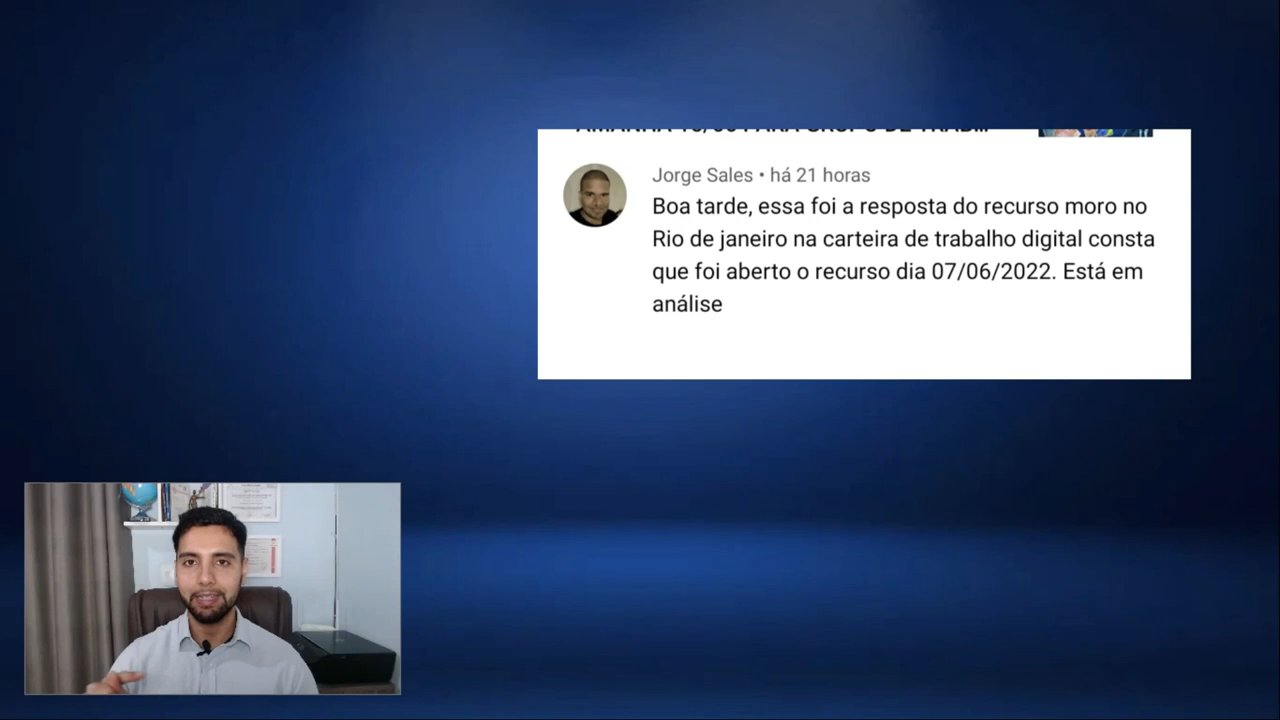 Jorge Sales • há 21 horas
Boa tarde, essa foi a resposta do recurso moro no
Rio de janeiro na carteira de trabalho digital consta
que foi aberto o recurso dia 07/06/2022. Está em
análise